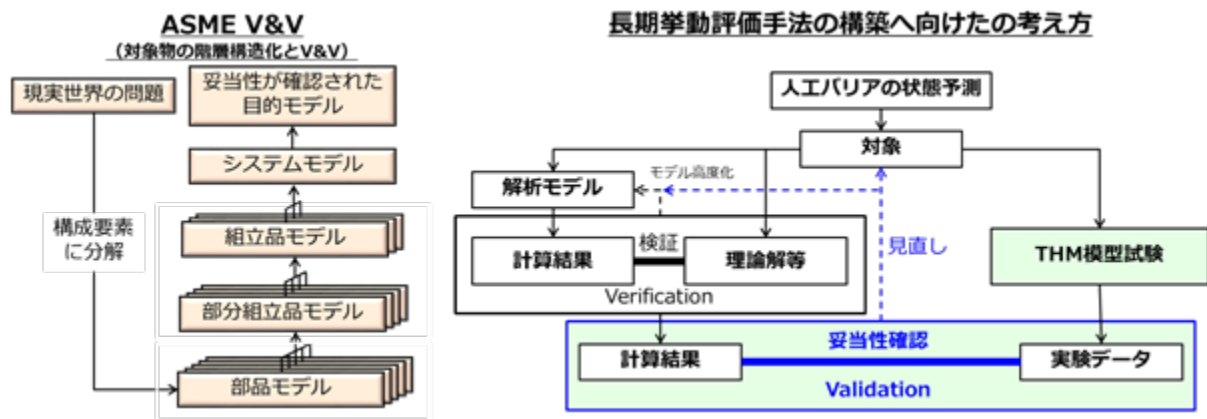 ASME V&V
(対象物の階層構造化とV&V)
現実世界の問題
妥当性が確認された
目的モデル
システムモデル
構成要素
に分解
組立品モデル
部分組立品モデル
部品モデル
長期挙動評価手法の構築へ向けたの考え方
人工バリアの状態予測
対象
モデル高度化
解析モデル
検証
計算結果
理論解等
Verification
見直し
THM模型試験
妥当性確認
計算結果
実験データ
Validation